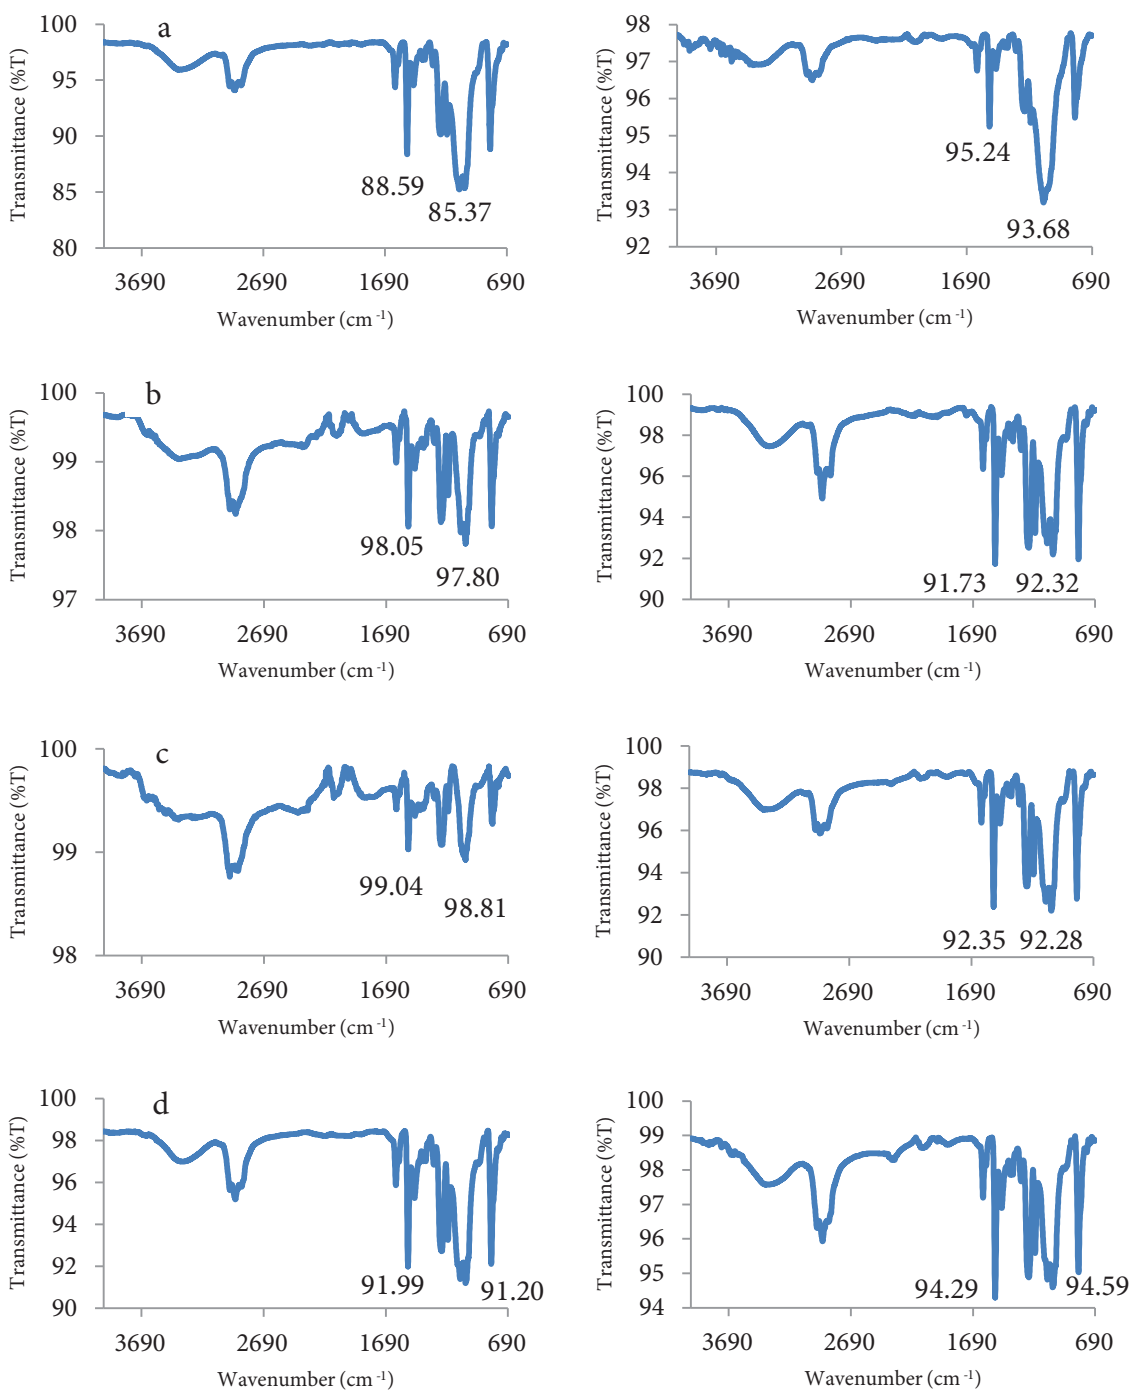 a
Transmittance (%T)
100
95
90
85
80
88.59
85.37
3690 2690 1690 690
Wavenumber (cm -1)
Transmittance (%T)
98
97
96
95
94
93
92
95.24
93.68
3690 2690 1690 690
Wavenumber (cm -1)
b
Transmittance (%T)
100
99
98
97
98.05
97.80
3690 2690 1690 690
Wavenumber (cm -1)
Transmittance (%T)
100
98
96
94
92
90
91.73 92.32
3690 2690 1690 690
Wavenumber (cm -1)
c
Transmittance (%T)
100
99
98
99.04
98.81
3690 2690 1690 690
Wavenumber (cm -1)
Transmittance (%T)
100
98
96
94
92
90
92.35 92.28
3690 2690 1690 690
Wavenumber (cm -1)
d
Transmittance (%T)
100
98
96
94
92
90
91.99 91.20
3690 2690 1690 690
Wavenumber (cm -1)
Transmittance (%T)
100
99
98
97
96
95
94
94.29 94.59
3690 2690 1690 690
Wavenumber (cm -1)